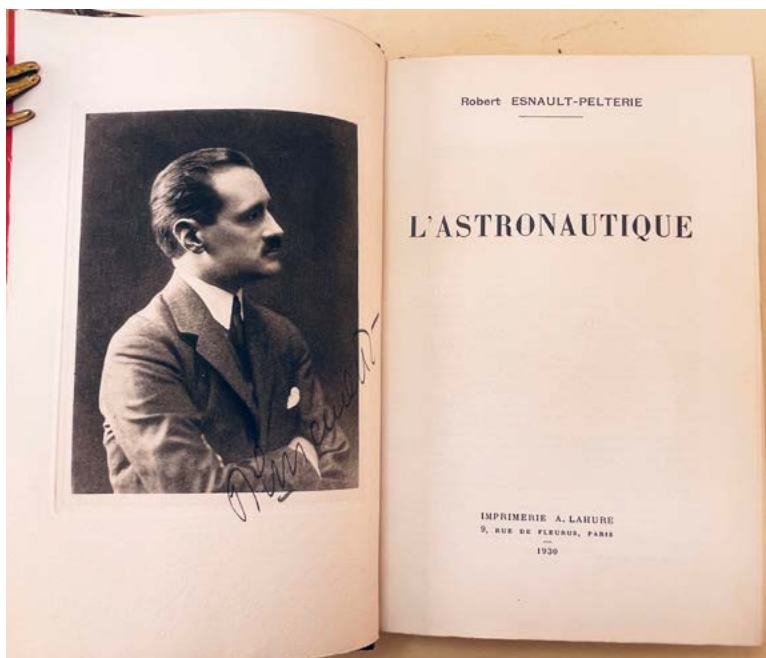 Robert ESNAULT-PELTERIE
L'ASTRONAUTIQUE
IMPRIMERIE A. LAHURE
9, RUE DE FLEURUS, PARIS
1930